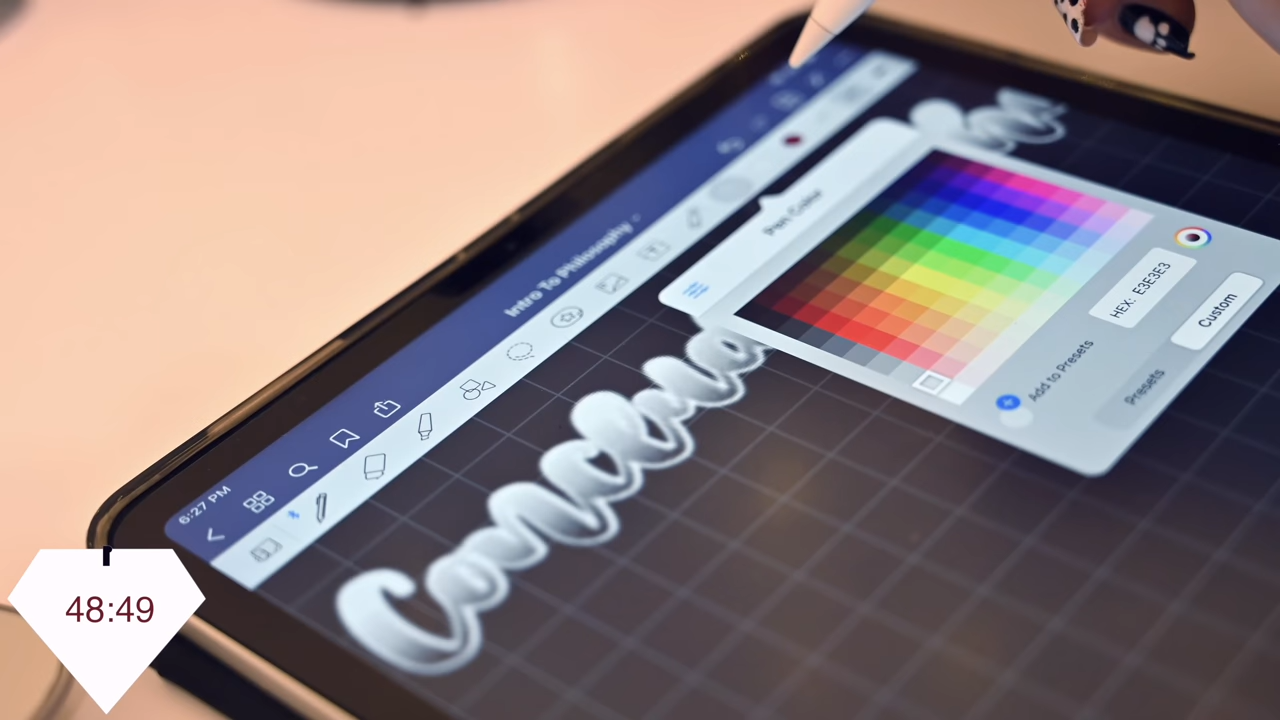 6:27 PM
Intro To Philosophy
Pen Color
HEX: E3E3E3
Custom
Add to Presets
Presets
48:49